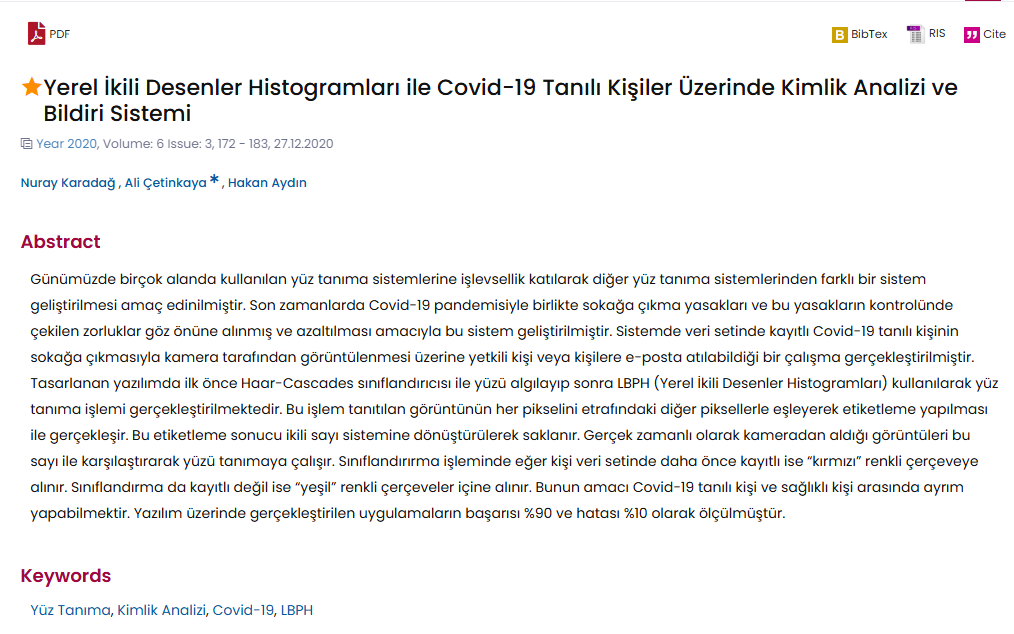 PDF
BibTex
RIS
Cite
Yerel İkili Desenler Histogramları ile Covid-19 Tanılı Kişiler Üzerinde Kimlik Analizi ve
Bildiri Sistemi
Year 2020, Volume: 6 Issue: 3, 172 - 183, 27.12.2020
Nuray Karadağ , Ali Çetinkaya * , Hakan Aydın
Abstract
Günümüzde birçok alanda kullanılan yüz tanıma sistemlerine işlevsellik katılarak diğer yüz tanıma sistemlerinden farklı bir sistem
geliştirilmesi amaç edinilmiştir. Son zamanlarda Covid-19 pandemisiyle birlikte sokağa çıkma yasakları ve bu yasakların kontrolünde
çekilen zorluklar göz önüne alınmış ve azaltılması amacıyla bu sistem geliştirilmiştir. Sistemde veri setinde kayıtlı Covid-19 tanılı kişinin
sokağa çıkmasıyla kamera tarafından görüntülenmesi üzerine yetkili kişi veya kişilere e-posta atılabildiği bir çalışma gerçekleştirilmiştir.
Tasarlanan yazılımda ilk önce Haar-Cascades sınıflandırıcısı ile yüzü algılayıp sonra LBPH (Yerel İkili Desenler Histogramları) kullanılarak yüz
tanıma işlemi gerçekleştirilmektedir. Bu işlem tanıtılan görüntünün her pikselini etrafındaki diğer piksellerle eşleyerek etiketleme yapılması
ile gerçekleşir. Bu etiketleme sonucu ikili sayı sistemine dönüştürülerek saklanır. Gerçek zamanlı olarak kameradan aldığı görüntüleri bu
sayı ile karşılaştırarak yüzü tanımaya çalışır. Sınıflandırırma işleminde eğer kişi veri setinde daha önce kayıtlı ise “kırmızı” renkli çerçeveye
alınır. Sınıflandırma da kayıtlı değil ise “yeşil” renkli çerçeveler içine alınır. Bunun amacı Covid-19 tanılı kişi ve sağlıklı kişi arasında ayrım
yapabilmektir. Yazılım üzerinde gerçekleştirilen uygulamaların başarısı %90 ve hatası %10 olarak ölçülmüştür.
Keywords
Yüz Tanıma, Kimlik Analizi, Covid-19, LBPH